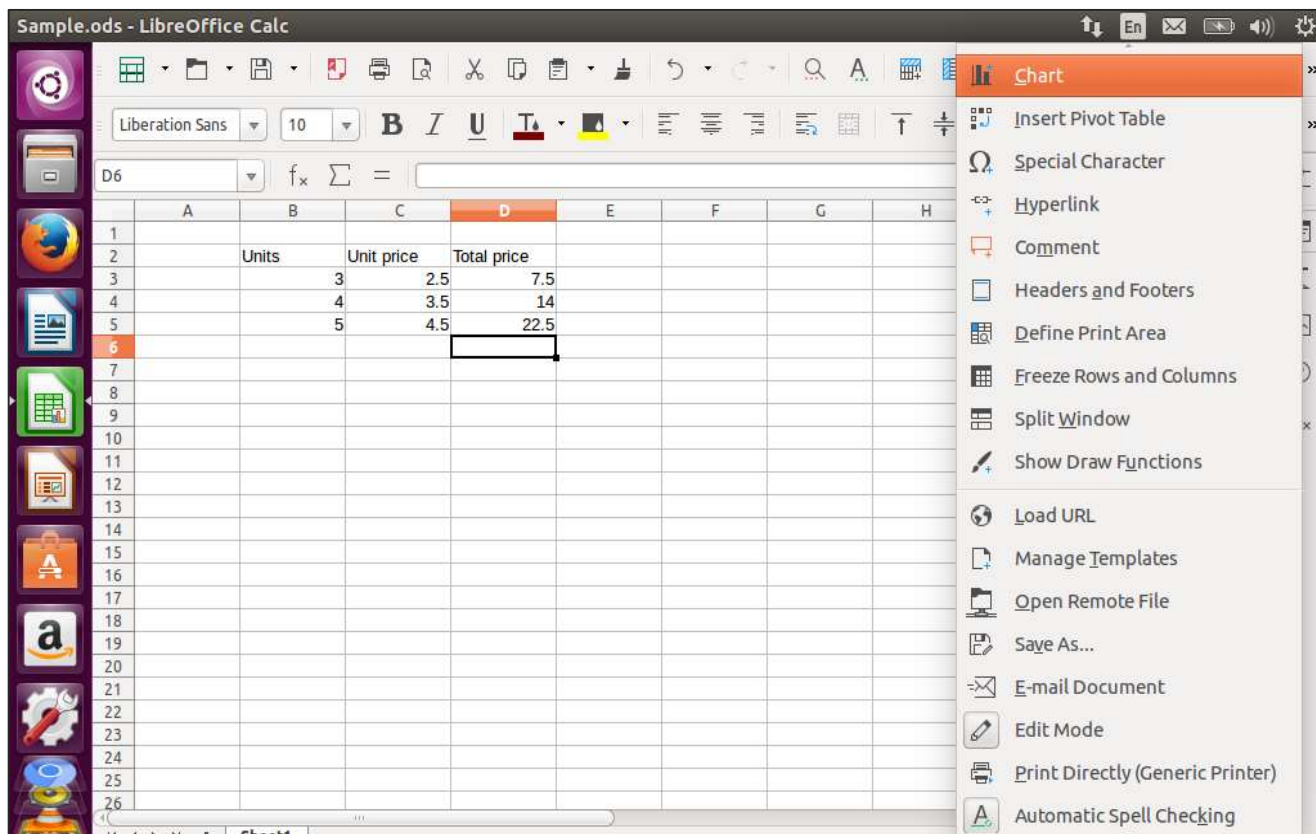 Sample.ods - LibreOffice Calc
En
Liberation Sans
10
B I U
D6
A B C D E F G H
1
2 Units Unit price Total price
3 3 2.5 7.5
4 4 3.5 14
5 5 4.5 22.5
6
7
8
9
10
11
12
13
14
15
16
17
18
19
20
21
22
23
24
25
26
Chart
Insert Pivot Table
Special Character
Hyperlink
Comment
Headers and Footers
Define Print Area
Freeze Rows and Columns
Split Window
Show Draw Functions
Load URL
Manage Templates
Open Remote File
Save As...
E-mail Document
Edit Mode
Print Directly (Generic Printer)
Automatic Spell Checking
Sheet1